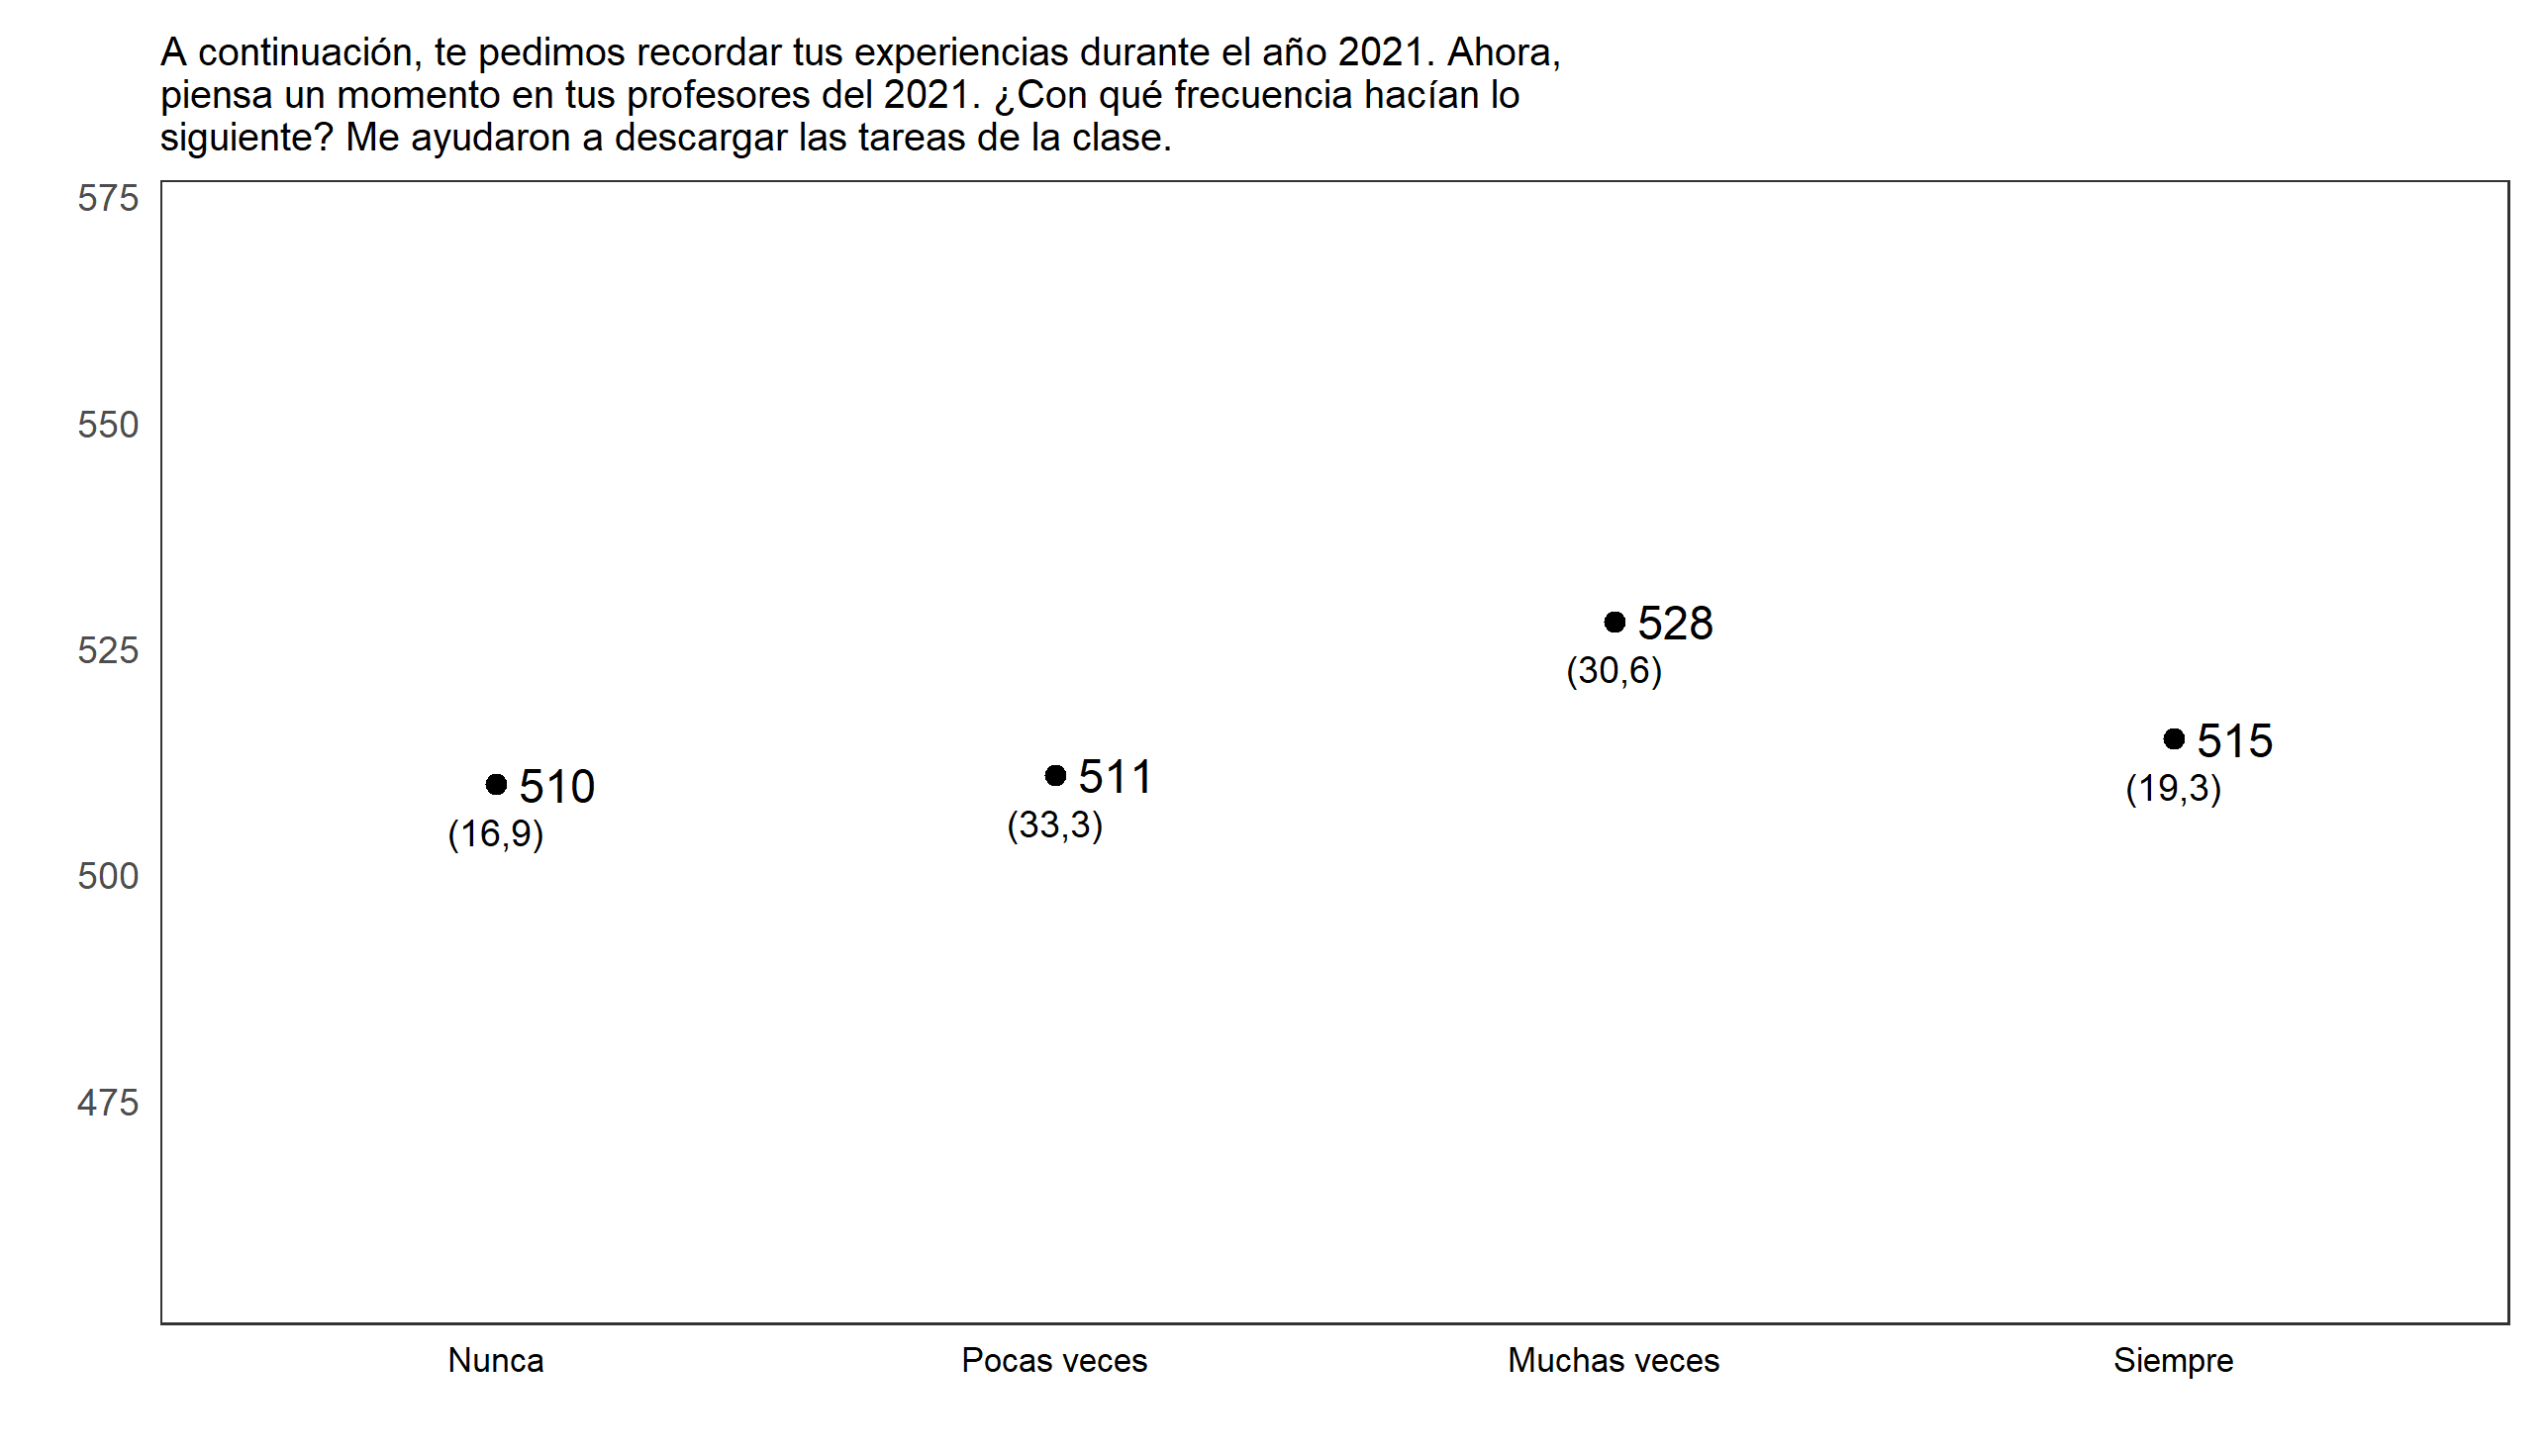 A continuación, te pedimos recordar tus experiencias durante el año 2021. Ahora,
piensa un momento en tus profesores del 2021. ¿Con qué frecuencia hacían lo
siguiente? Me ayudaron a descargar las tareas de la clase.
575
550
525
500
475
528
(30,6)
515
(19,3)
511
(33,3)
510
(16,9)
Nunca
Pocas veces
Muchas veces
Siempre